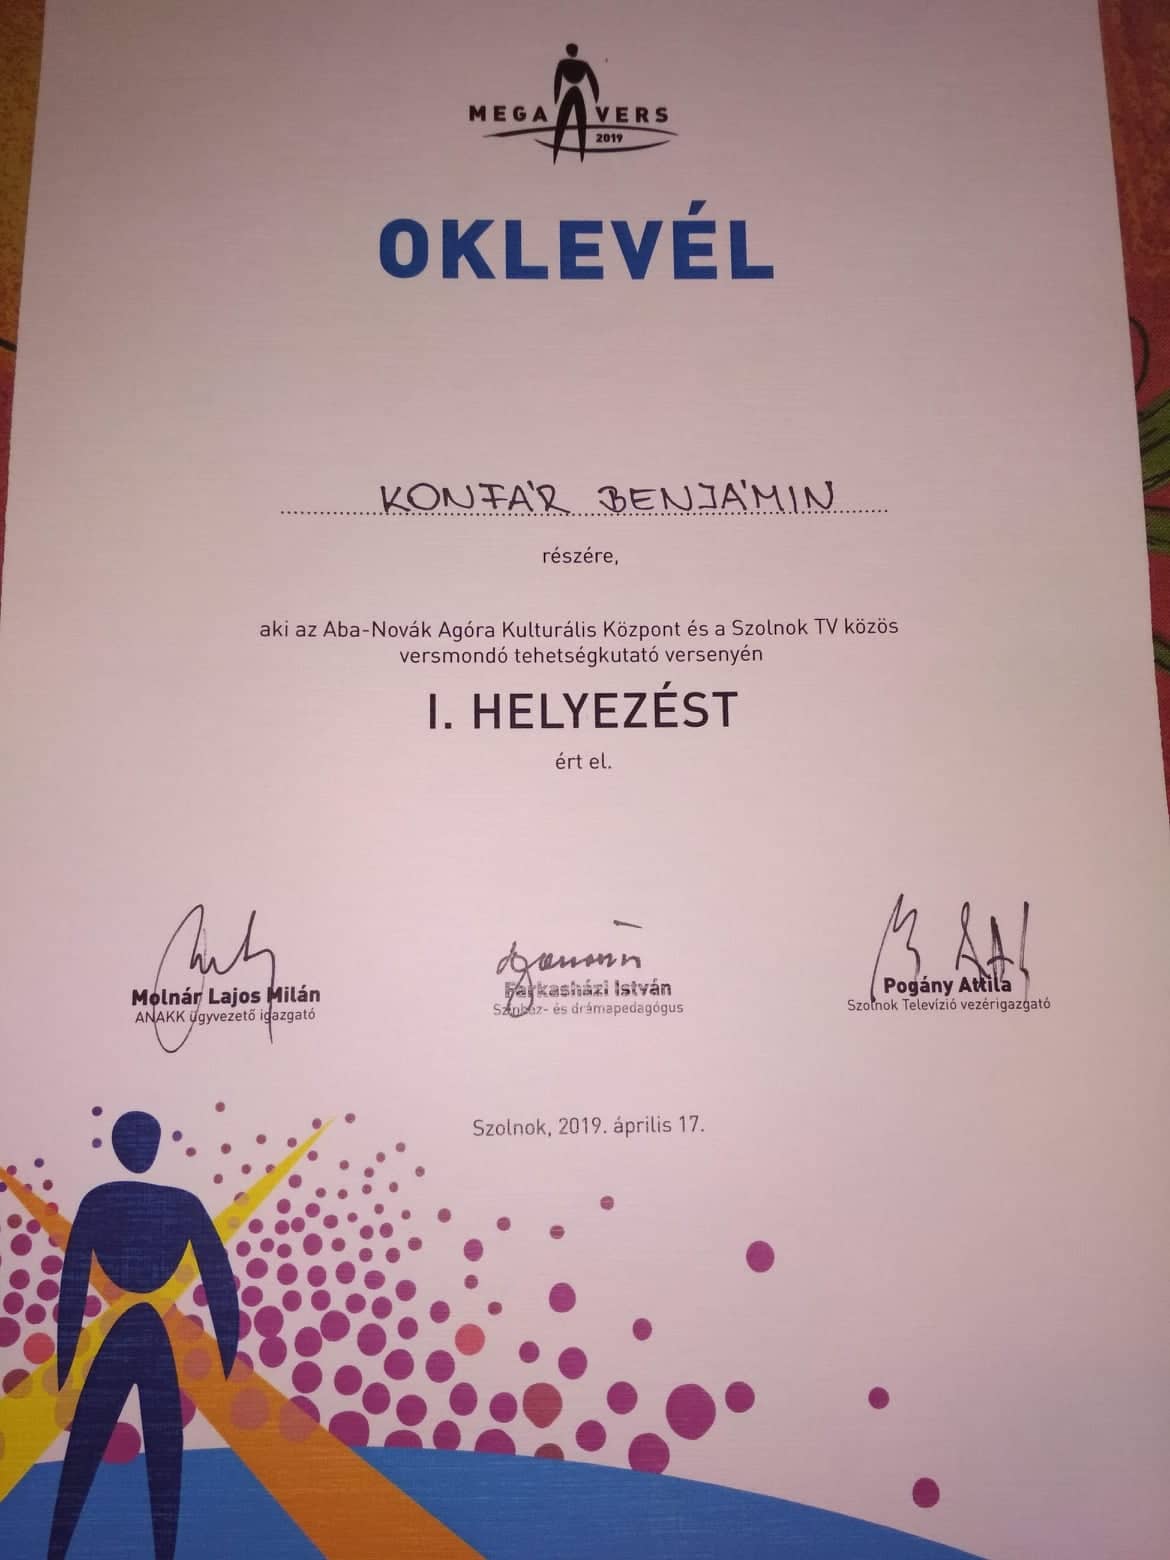 MEGA VERS
2019
OKLEVÉL
KONFÁR BENJÁMIN
részére,
aki az Aba-Novák Agóra Kulturális Központ és a Szolnok TV közös
versmondó tehetségkutató versenyén
I. HELYEZÉST
ért el.
Molnár Lajos Milán
ANAKK ügyvezető igazgató
Farkasházi István
Színház- és drámapedagógus
Pogány Attila
Szolnok Televízió vezérigazgató
Szolnok, 2019. április 17.